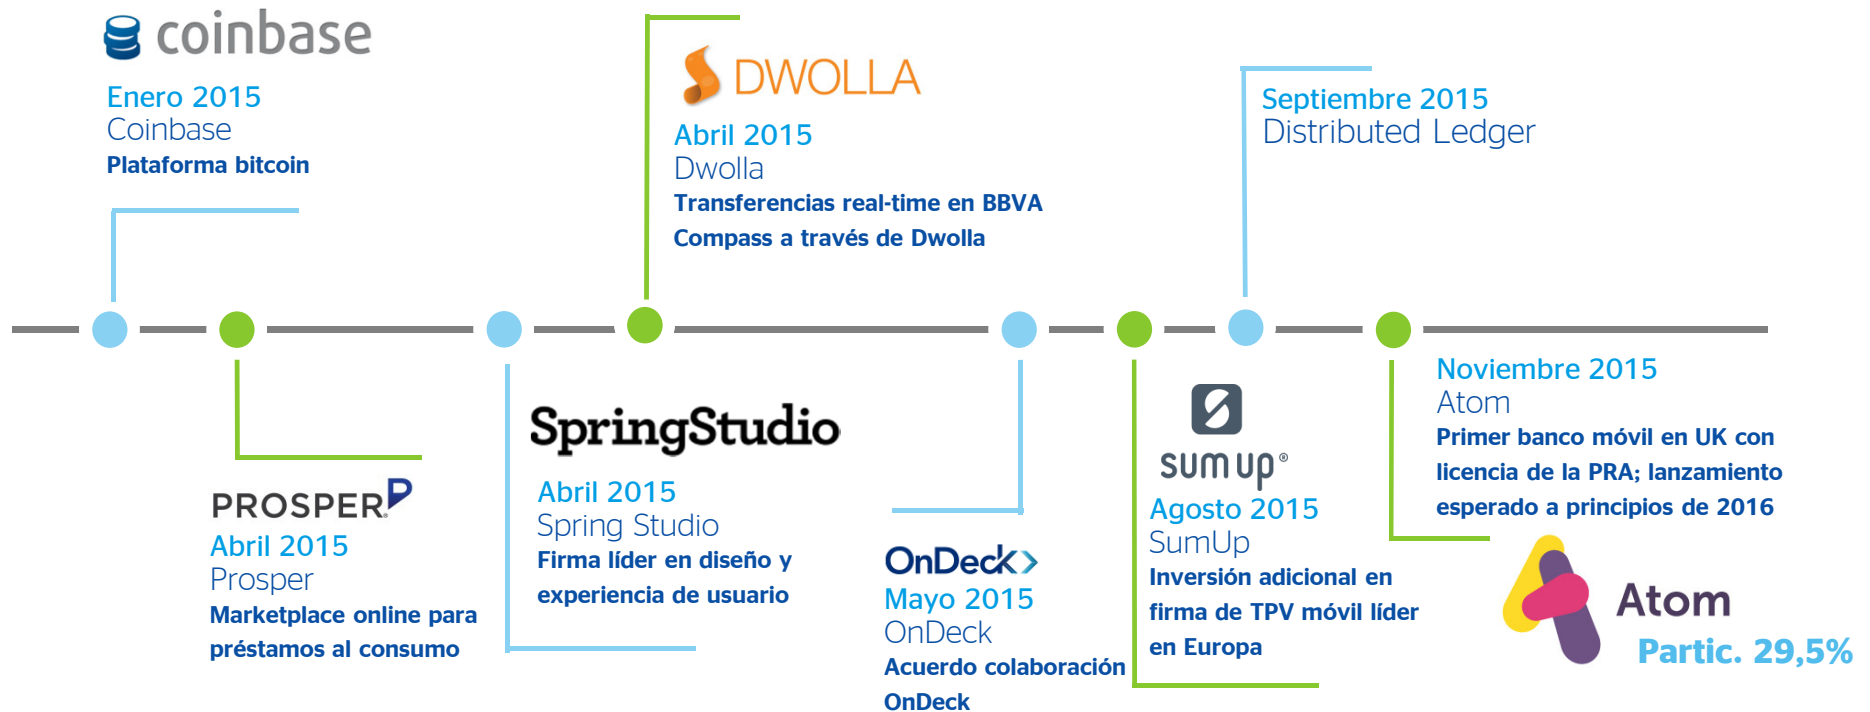 coinbase
Enero 2015
Coinbase
Plataforma bitcoin
PROSPER
Abril 2015
Prosper
Marketplace online para
préstamos al consumo
SpringStudio
Abril 2015
Spring Studio
Firma líder en diseño y
experiencia de usuario
DWOLLA
Abril 2015
Dwolla
Transferencias real-time en BBVA
Compass a través de Dwolla
OnDeck
Mayo 2015
OnDeck
Acuerdo colaboración
OnDeck
sumup®
Agosto 2015
SumUp
Inversión adicional en
firma de TPV móvil líder
en Europa
Septiembre 2015
Distributed Ledger
Noviembre 2015
Atom
Primer banco móvil en UK con
licencia de la PRA; lanzamiento
esperado a principios de 2016
Atom
Partic. 29,5%